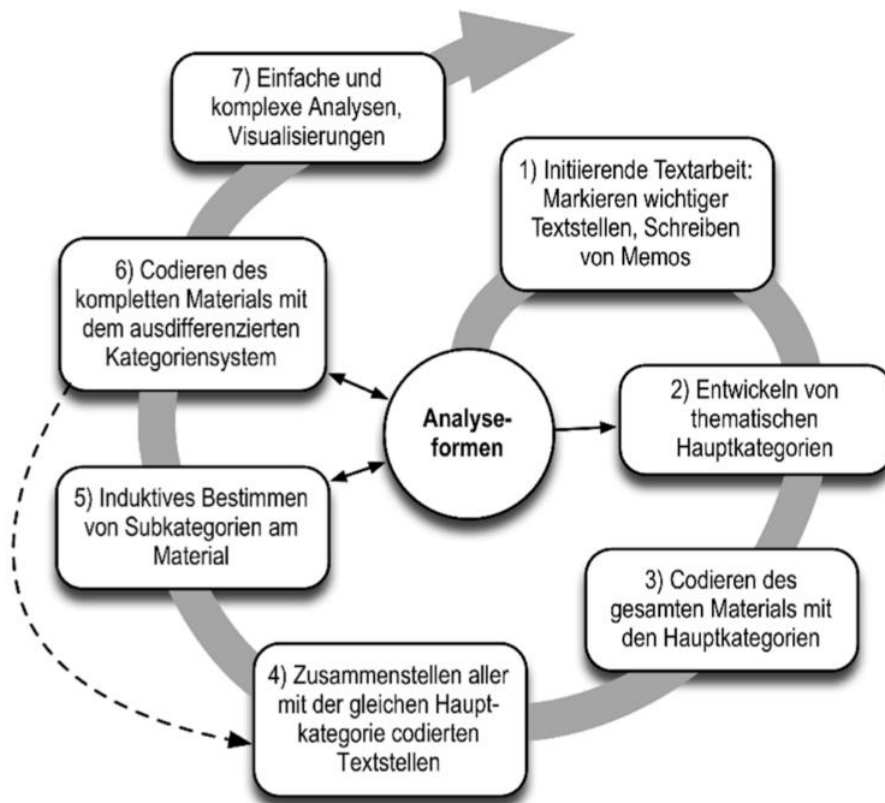 1) Initiierende Textarbeit:
Markieren wichtiger
Textstellen, Schreiben
von Memos
2) Entwickeln von
thematischen
Hauptkategorien
3) Codieren des
gesamten Materials mit
den Hauptkategorien
4) Zusammenstellen aller
mit der gleichen Haupt-
kategorie codierten
Textstellen
5) Induktives Bestimmen
von Subkategorien am
Material
6) Codieren des
kompletten Materials mit
dem ausdifferenzierten
Kategoriensystem
7) Einfache und
komplexe Analysen,
Visualisierungen
Analyse-
formen